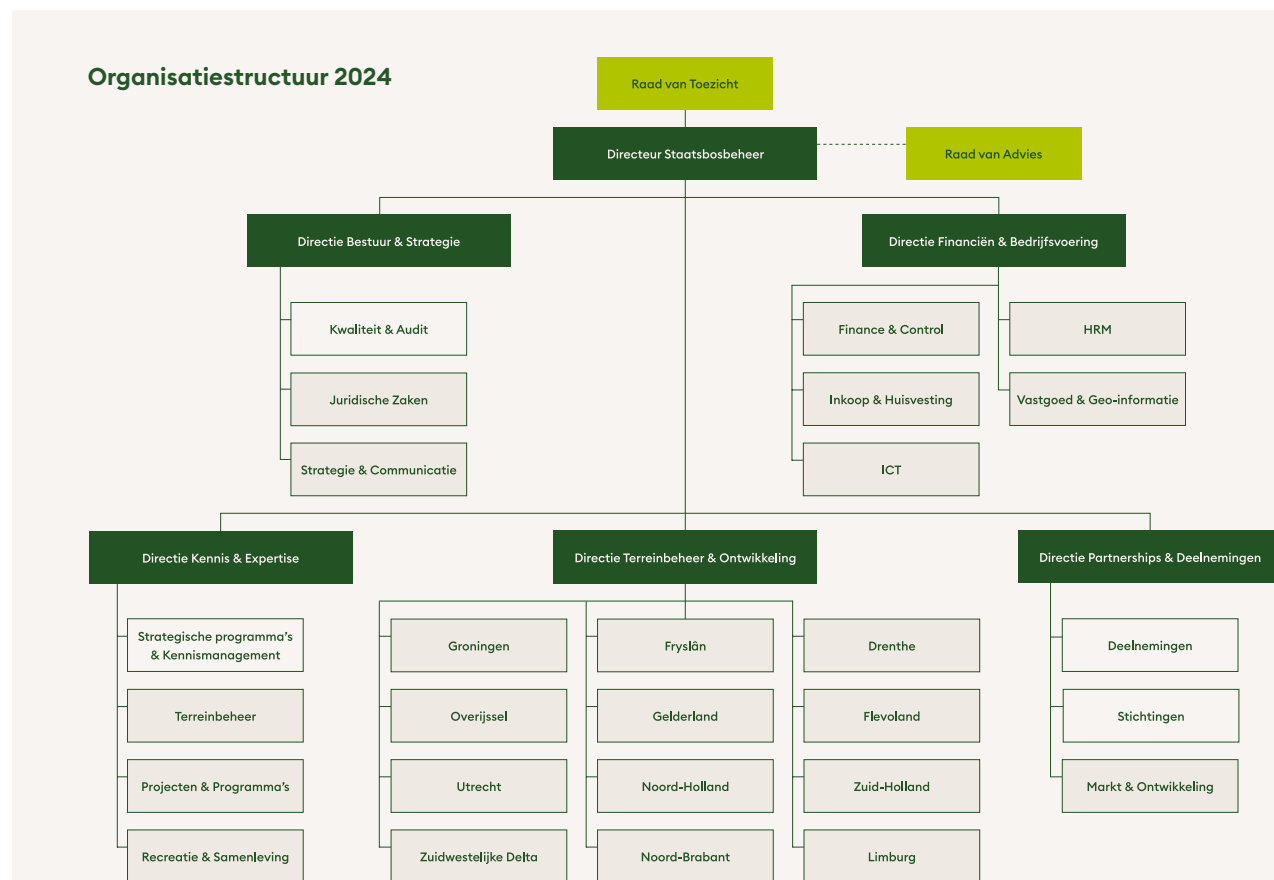 Organisatiestructuur 2024
Raad van Toezicht
Directeur Staatsbosbeheer
Raad van Advies
Directie Bestuur & Strategie
Directie Financiën & Bedrijfsvoering
Kwaliteit & Audit
Finance & Control
HRM
Juridische Zaken
Inkoop & Huisvesting
Vastgoed & Geo-informatie
Strategie & Communicatie
ICT
Directie Kennis & Expertise
Directie Terreinbeheer & Ontwikkeling
Directie Partnerships & Deelnemingen
Strategische programma’s
& Kennismanagement
Groningen
Fryslân
Drenthe
Deelnemingen
Terreinbeheer
Overijssel
Gelderland
Flevoland
Stichtingen
Projecten & Programma’s
Utrecht
Noord-Holland
Zuid-Holland
Markt & Ontwikkeling
Recreatie & Samenleving
Zuidwestelijke Delta
Noord-Brabant
Limburg